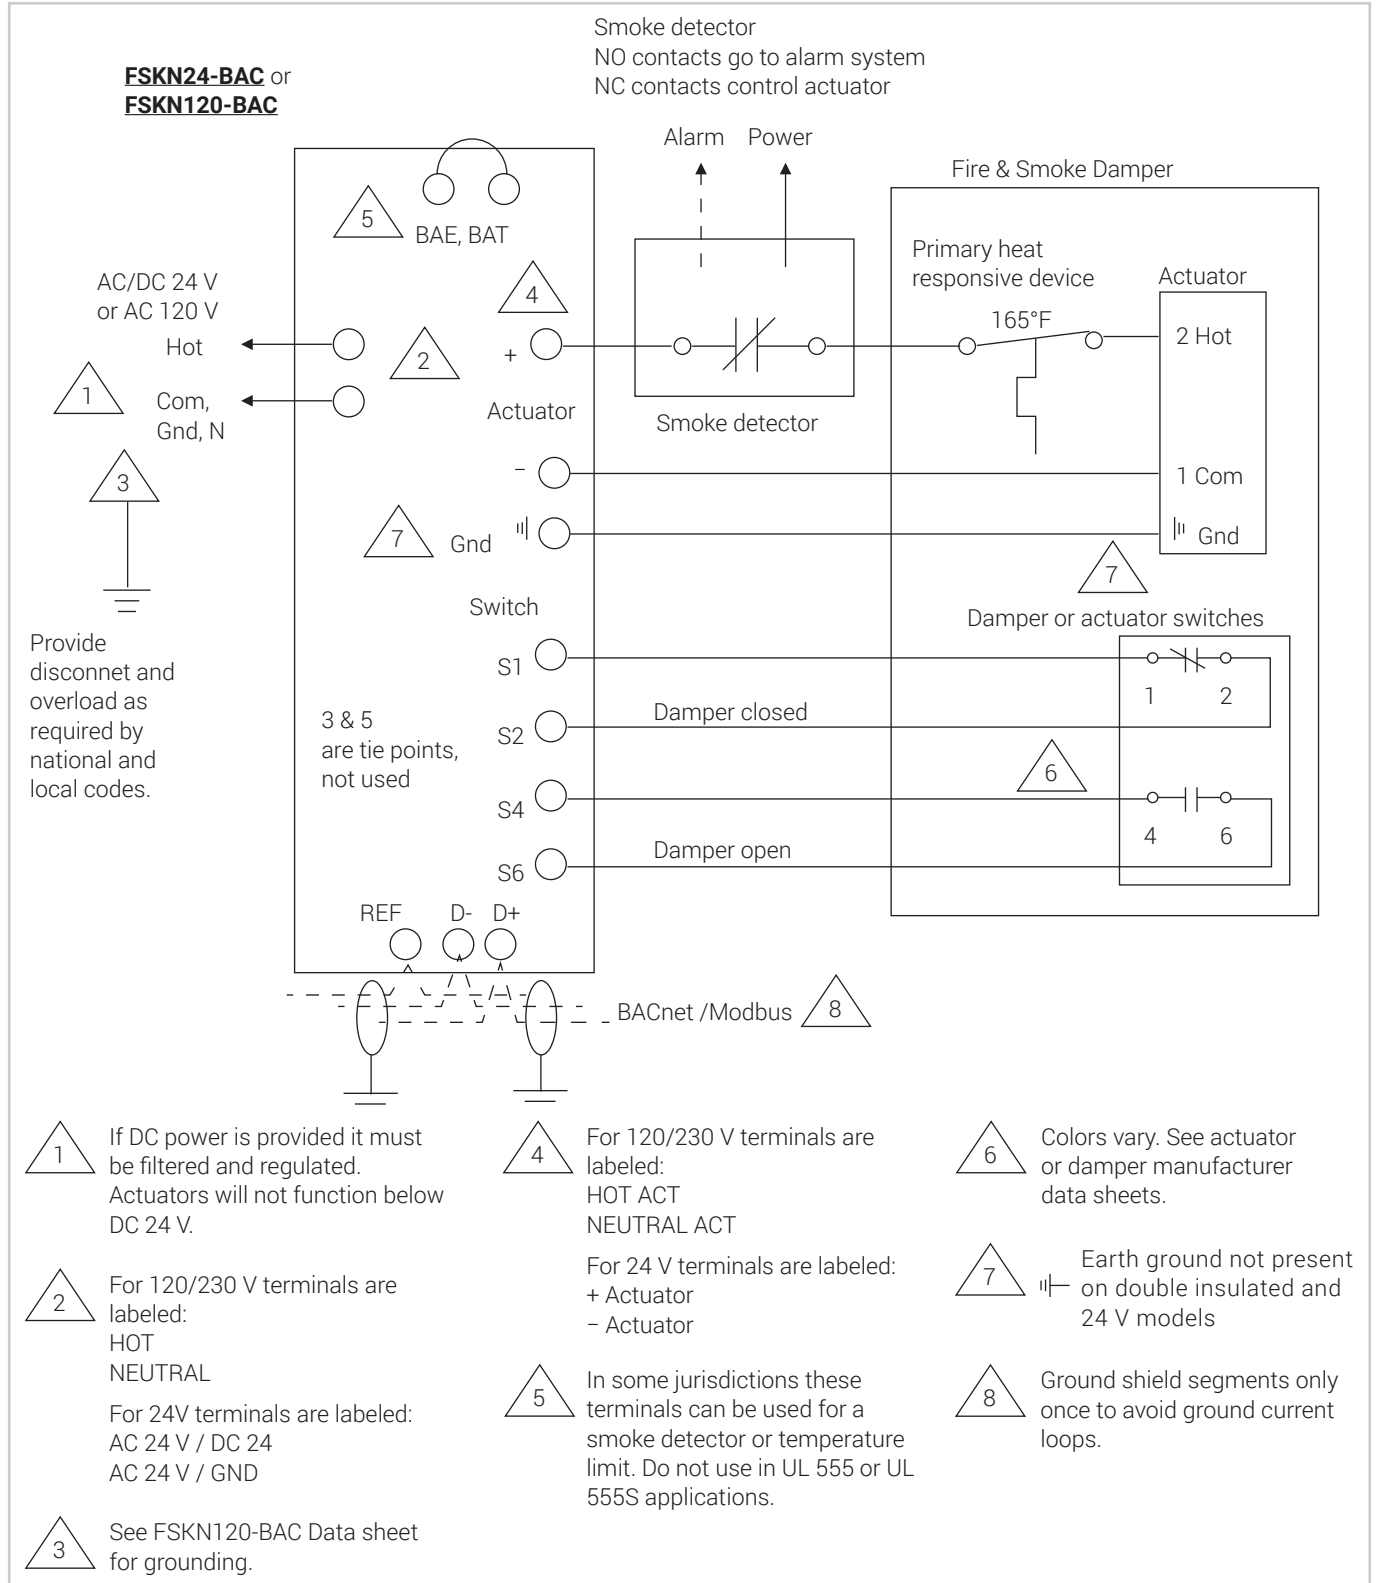 Smoke detector
NO contacts go to alarm system
NC contacts control actuator
FSKN24-BAC or
FSKN120-BAC
Alarm Power
Fire & Smoke Damper
5
BAE, BAT
Primary heat
responsive device
Actuator
AC/DC 24 V
or AC 120 V
4
165°F
2 Hot
Hot
2
+
1
Com,
Gnd, N
Actuator
Smoke detector
3
−
1 Com
7
Gnd
Gnd
7
Switch
Damper or actuator switches
Provide
disconnet and
overload as
required by
national and
local codes.
S1
1 2
3 & 5
are tie points,
not used
S2
Damper closed
6
S4
4 6
S6
Damper open
REF D- D+
BACnet /Modbus 8
1
If DC power is provided it must
be filtered and regulated.
Actuators will not function below
DC 24 V.
2
For 120/230 V terminals are
labeled:
HOT
NEUTRAL
For 24V terminals are labeled:
AC 24 V / DC 24
AC 24 V / GND
3
See FSKN120-BAC Data sheet
for grounding.
4
For 120/230 V terminals are
labeled:
HOT ACT
NEUTRAL ACT
For 24 V terminals are labeled:
+ Actuator
− Actuator
5
In some jurisdictions these
terminals can be used for a
smoke detector or temperature
limit. Do not use in UL 555 or UL
555S applications.
6
Colors vary. See actuator
or damper manufacturer
data sheets.
7
Earth ground not present
on double insulated and
24 V models
8
Ground shield segments only
once to avoid ground current
loops.